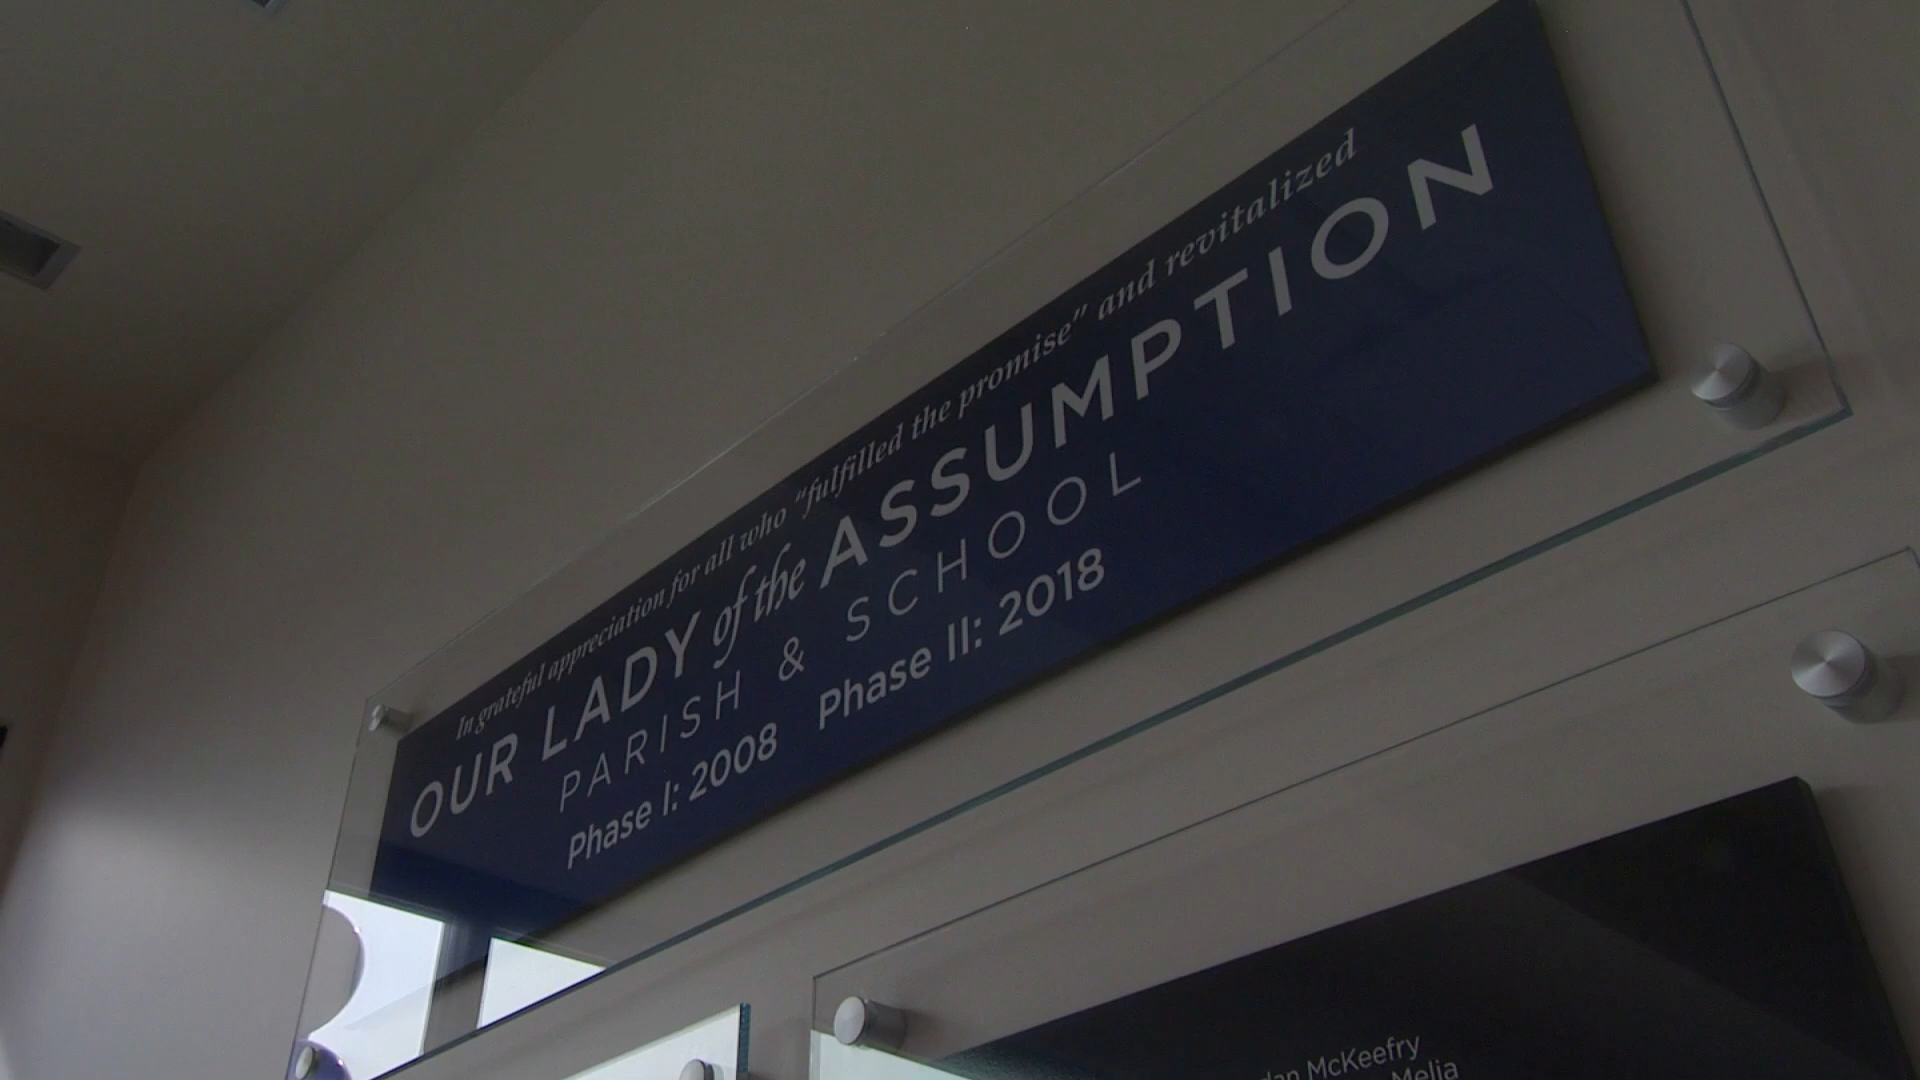 In grateful appreciation for all who "fulfilled the promise" and revitalized
OUR LADY of the ASSUMPTION
PARISH & SCHOOL
Phase I: 2008 Phase II: 2018
McKeefry
Melia